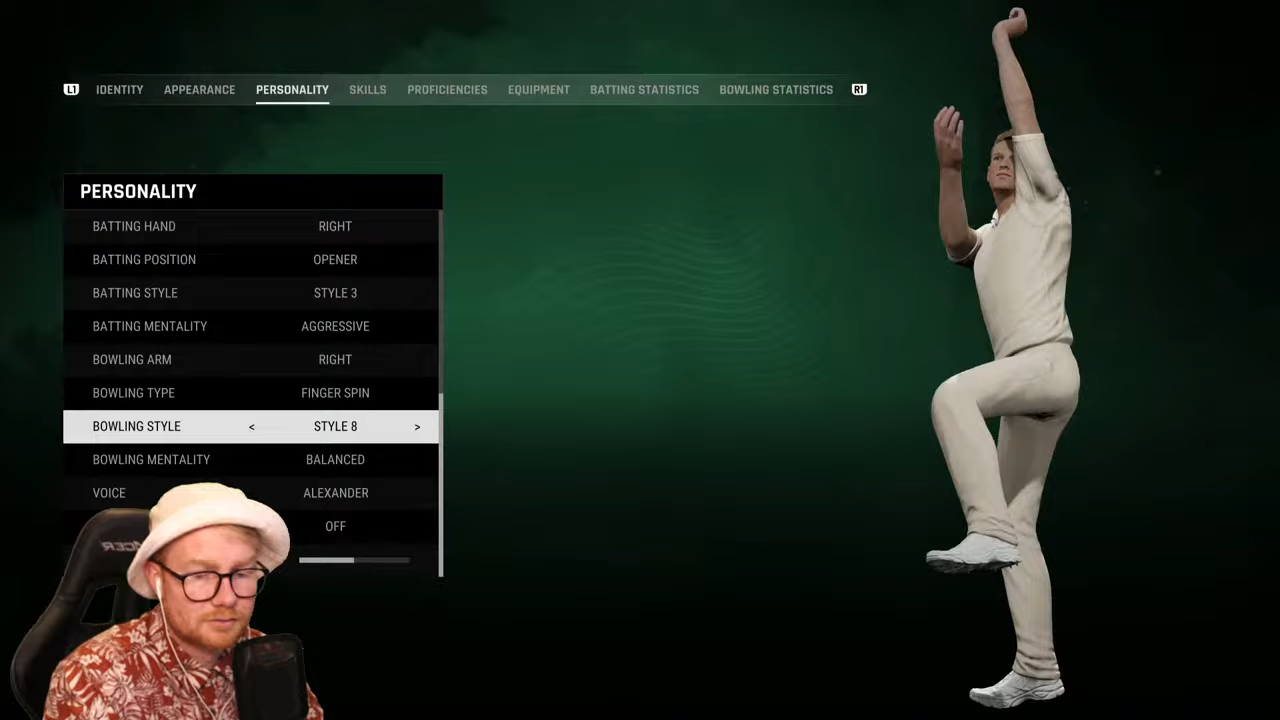 L1 IDENTITY APPEARANCE PERSONALITY SKILLS PROFICIENCIES EQUIPMENT BATTING STATISTICS BOWLING STATISTICS R1
PERSONALITY
BATTING HAND RIGHT
BATTING POSITION OPENER
BATTING STYLE STYLE 3
BATTING MENTALITY AGGRESSIVE
BOWLING ARM RIGHT
BOWLING TYPE FINGER SPIN
BOWLING STYLE < STYLE 8 >
BOWLING MENTALITY BALANCED
VOICE ALEXANDER
OFF